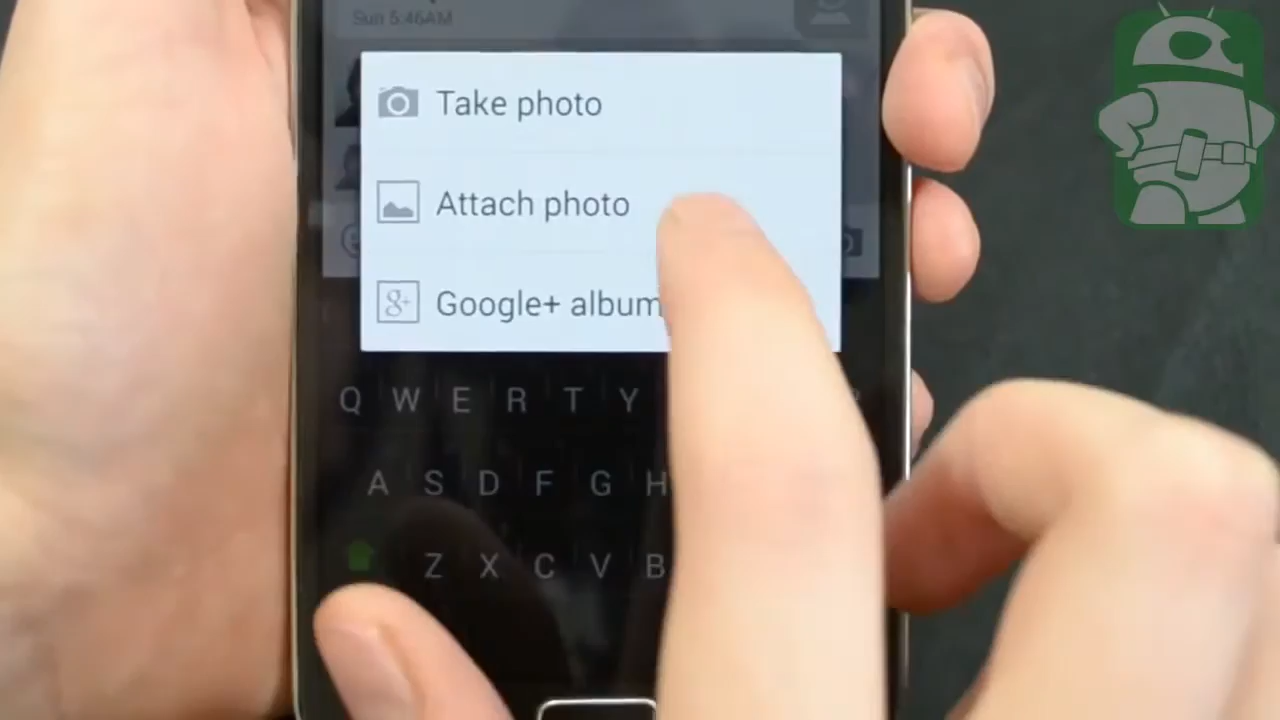 Sun 5:46AM
Take photo
Attach photo
g+ Google+ album
Q W E R T Y
A S D F G H
Z X C V B